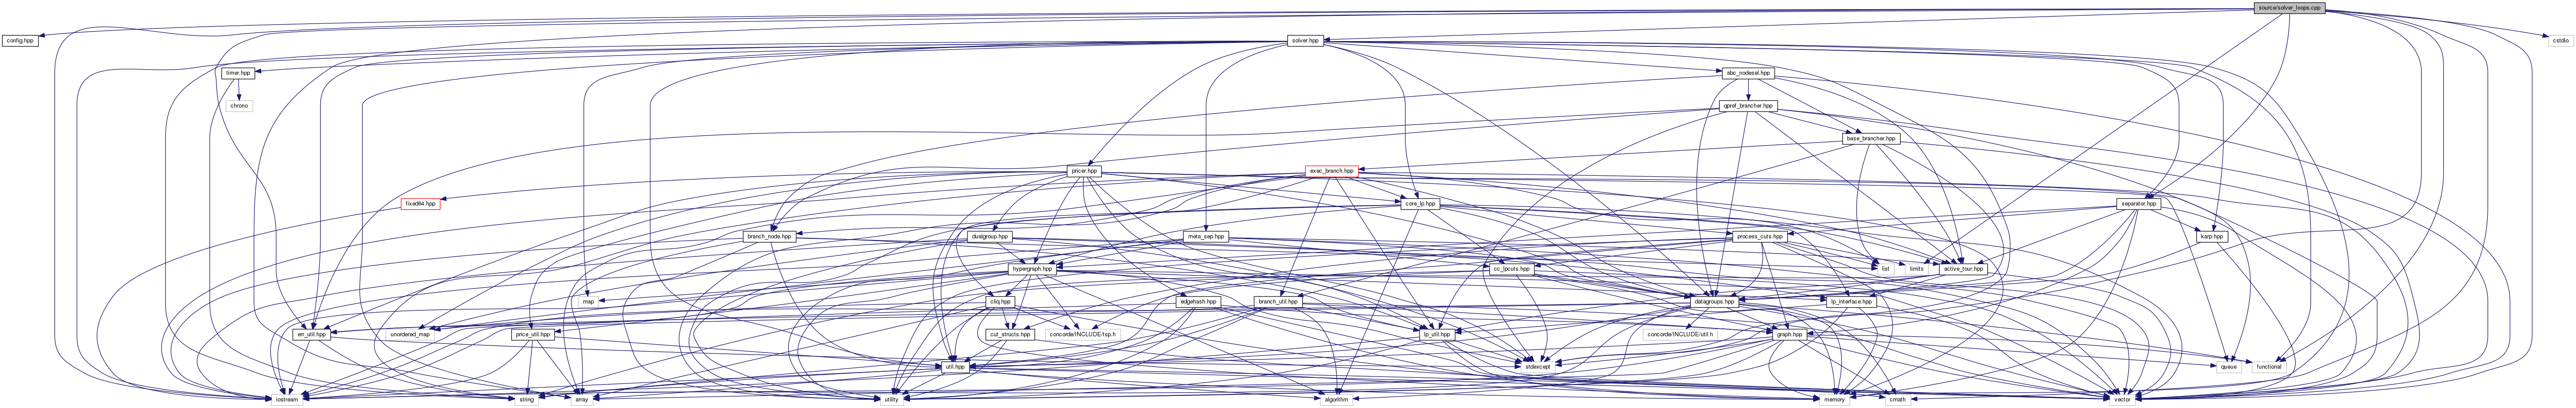 source/solver_loops.cpp
config.hpp
solver.hpp
cstdio
timer.hpp
abc_nodesel.hpp
chrono
qpref_brancher.hpp
base_brancher.hpp
pricer.hpp
exec_branch.hpp
fixed64.hpp
core_lp.hpp
separator.hpp
branch_node.hpp
dualgroup.hpp
meta_sep.hpp
process_cuts.hpp
karp.hpp
hypergraph.hpp
cc_lpcuts.hpp
list
limits
active_tour.hpp
map
cliq.hpp
edgehash.hpp
branch_util.hpp
datagroups.hpp
lp_interface.hpp
err_util.hpp
unordered_map
price_util.hpp
cut_structs.hpp
concorde/INCLUDE/tsp.h
lp_util.hpp
concorde/INCLUDE/util.h
graph.hpp
util.hpp
stdexcept
queue
functional
iostream
string
array
utility
algorithm
memory
cmath
vector